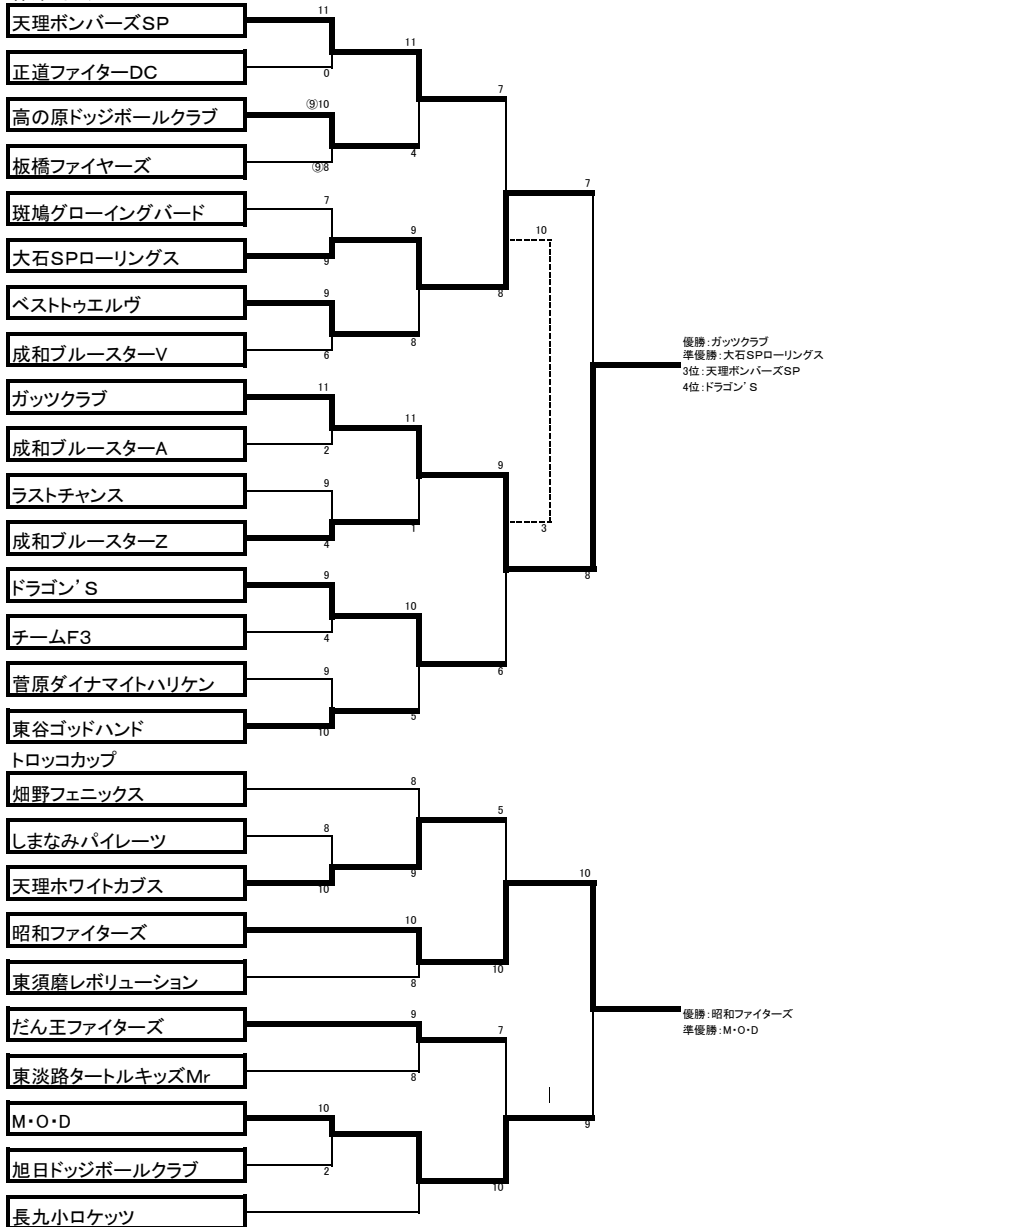 11
天理ボンバーズSP
11
正道ファイターDC
0
7
⑨10
高の原ドッジボールクラブ
4
板橋ファイヤーズ
⑨8
7
7
斑鳩グローイングバード
9
10
大石SPローリングス
9
9
8
ベストトゥエルヴ
8
成和ブルースターV
6
優勝:ガッツクラブ
準優勝:大石SPローリングス
3位:天理ボンバーズSP
4位:ドラゴン'S
11
ガッツクラブ
11
成和ブルースターA
2
9
9
ラストチャンス
1
3
成和ブルースターZ
4
9
8
ドラゴン'S
10
チームF3
4
9
6
菅原ダイナマイトハリケン
5
東谷ゴッドハンド
10
トロッコカップ
8
畑野フェニックス
5
8
しまなみパイレーツ
9
10
天理ホワイトカブス
10
10
昭和ファイターズ
10
東須磨レボリューション
8
9
優勝:昭和ファイターズ
準優勝:M・O・D
だん王ファイターズ
7
東淡路タートルキッズMr
8
10
M・O・D
9
旭日ドッジボールクラブ
2
10
長九小ロケッツ